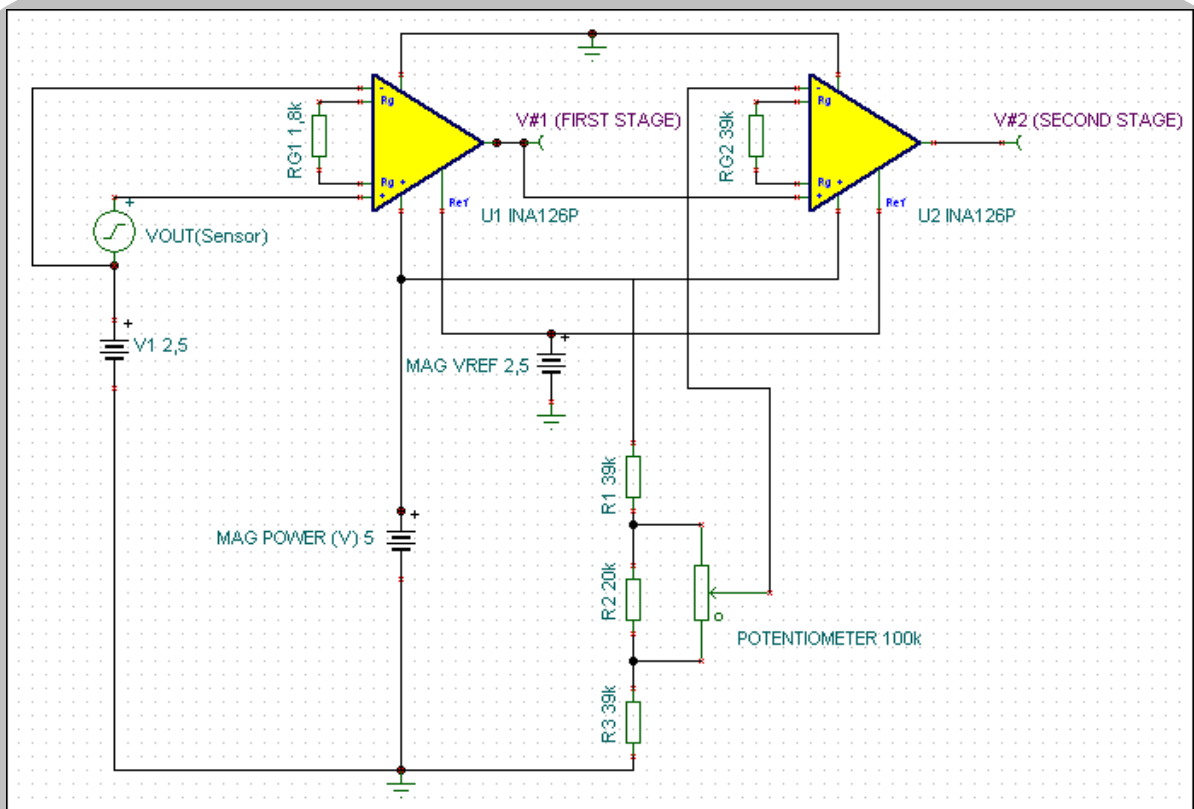 -
Rg
Rg +
+
RG1 1,8k
V#1 (FIRST STAGE)
Ref
U1 INA126P
-
Rg
Rg +
+
RG2 39k
V#2 (SECOND STAGE)
Ref
U2 INA126P
+
VOUT(Sensor)
+
V1 2,5
+
MAG VREF 2,5
+
MAG POWER (V) 5
R1 39k
R2 20k
POTENTIOMETER 100k
R3 39k